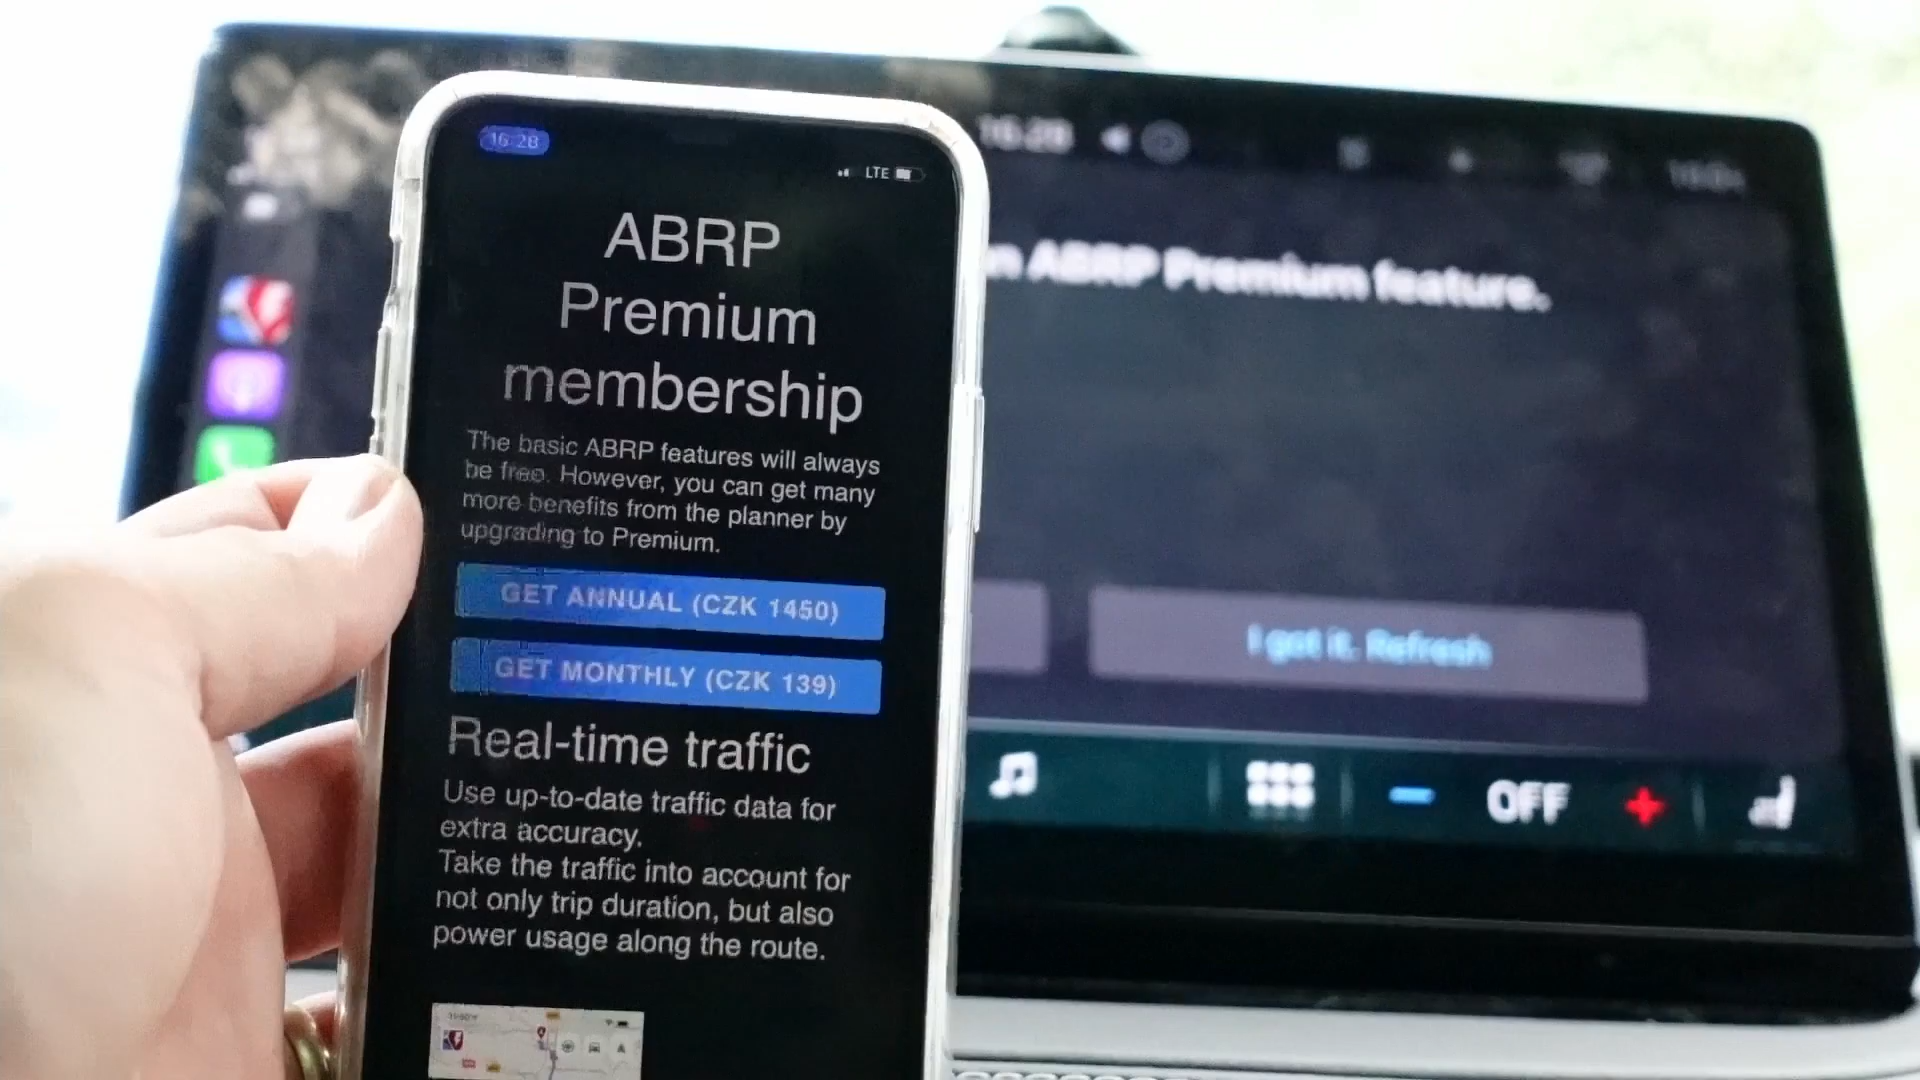 16:28
LTE
ABRP
Premium
membership
The basic ABRP features will always
be free. However, you can get many
more benefits from the planner by
upgrading to Premium.
GET ANNUAL (CZK 1450)
GET MONTHLY (CZK 139)
Real-time traffic
Use up-to-date traffic data for
extra accuracy.
Take the traffic into account for
not only trip duration, but also
power usage along the route.
16:28
ABRP Premium feature.
I got it. Refresh
OFF